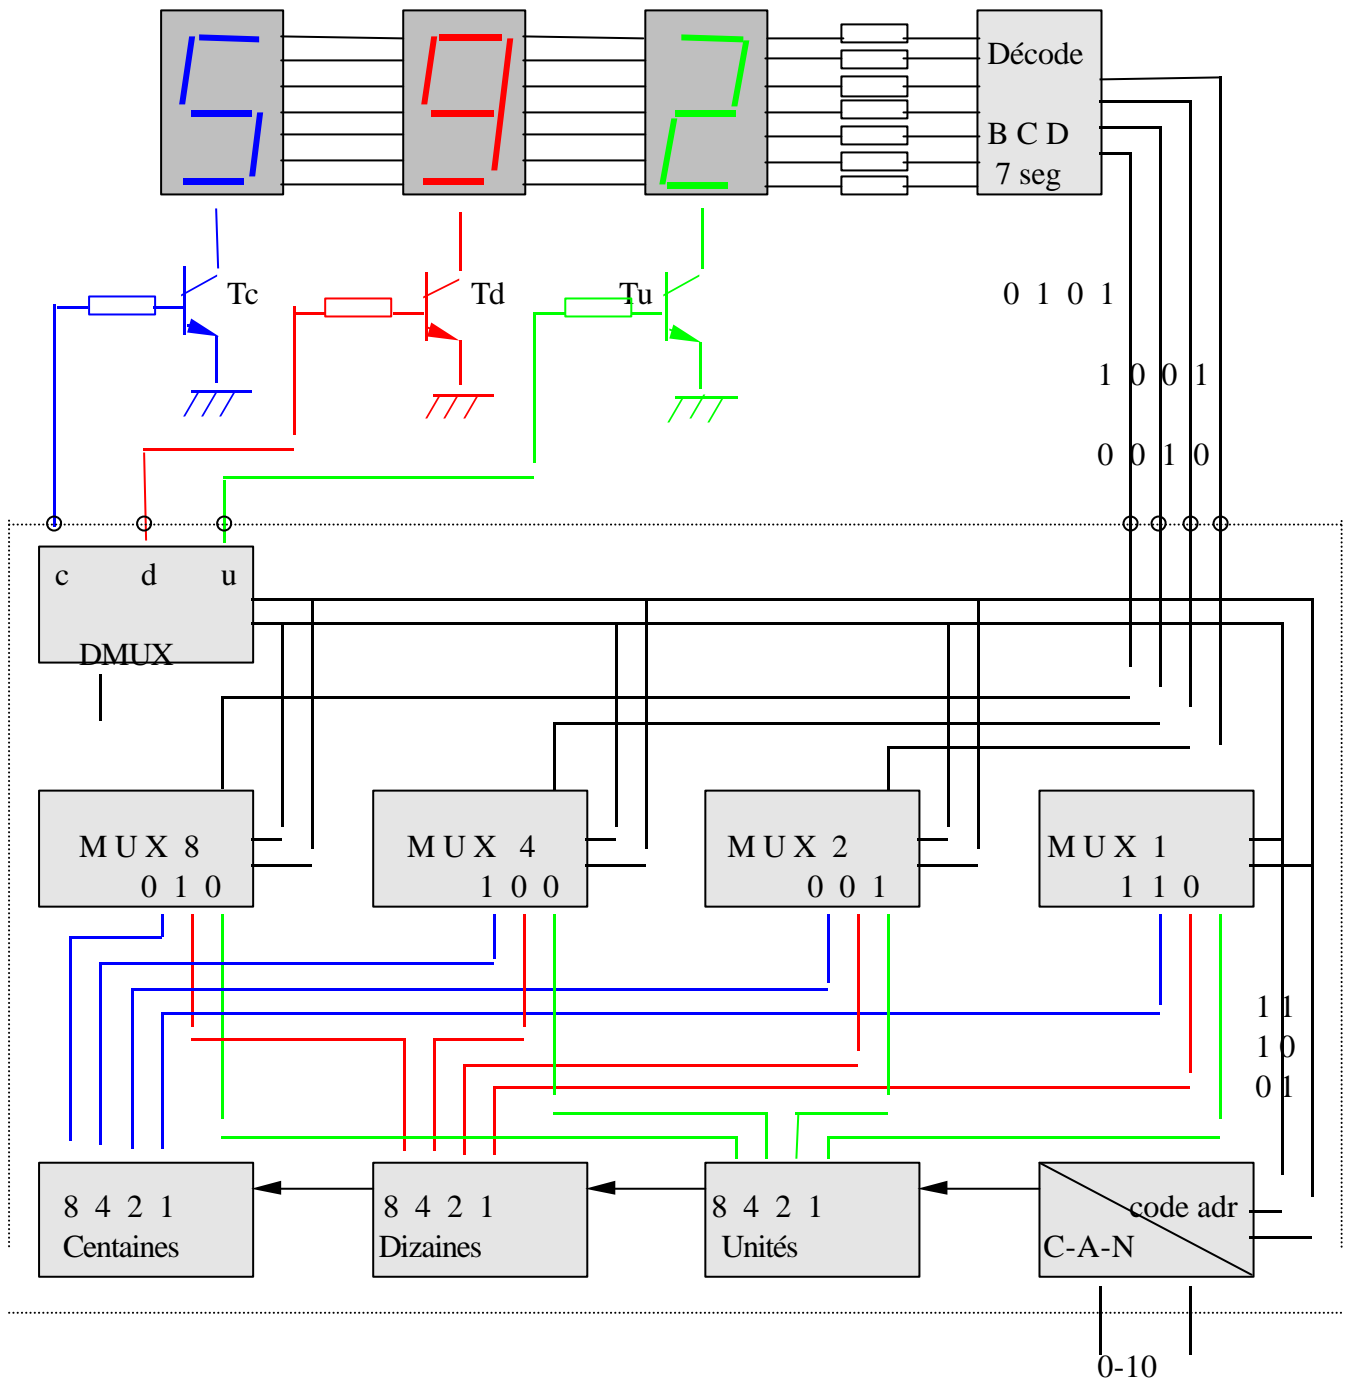 Décode
B C D
7 seg
Tc
Td
Tu
0 1 0 1
1 0 0 1
0 0 1 0
c d u
DMUX
M U X 8
0 1 0
M U X 4
1 0 0
M U X 2
0 0 1
M U X 1
1 1 0
1 1
1 0
0 1
8 4 2 1
Centaines
8 4 2 1
Dizaines
8 4 2 1
Unités
code adr
C-A-N
0-10